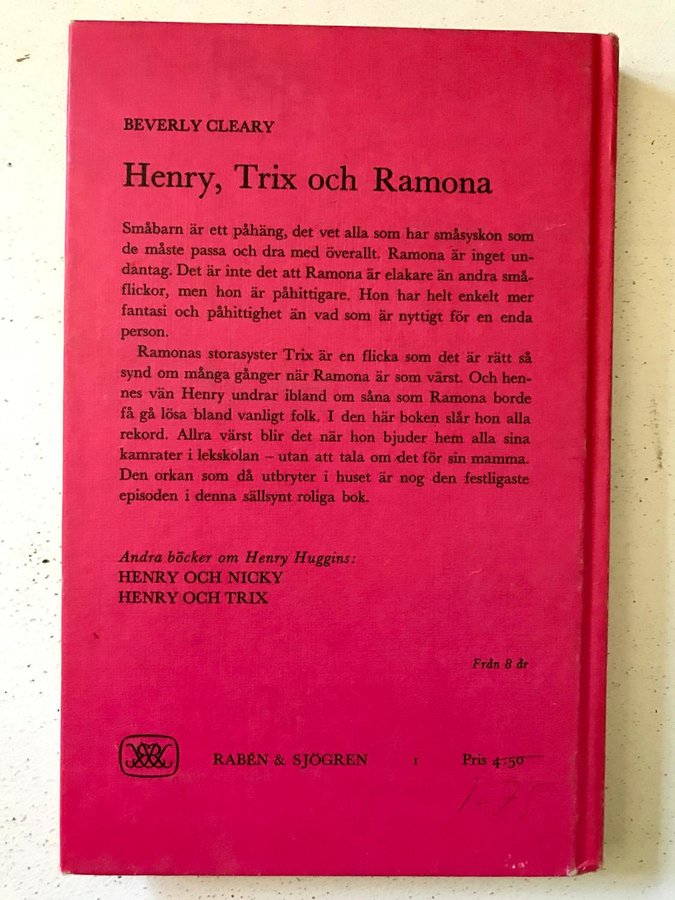 BEVERLY CLEARY
Henry, Trix och Ramona
Småbarn är ett påhäng, det vet alla som har småsyskon som
de måste passa och dra med överallt. Ramona är inget un-
dantag. Det är inte det att Ramona är elakare än andra små-
flickor, men hon är påhittigare. Hon har helt enkelt mer
fantasi och påhittighet än vad som är nyttigt för en enda
person.
Ramonas storasyster Trix är en flicka som det är rätt så
synd om många gånger när Ramona är som värst. Och hen-
nes vän Henry undrar ibland om såna som Ramona borde
få gå lösa bland vanligt folk. I den här boken slår hon alla
rekord. Allra värst blir det när hon bjuder hem alla sina
kamrater i lekskolan – utan att tala om det för sin mamma.
Den orkan som då utbryter i huset är nog den festligaste
episoden i denna sällsynt roliga bok.
Andra böcker om Henry Huggins:
HENRY OCH NICKY
HENRY OCH TRIX
Från 8 år
RABÉN & SJÖGREN 1 Pris 4:50
1.75